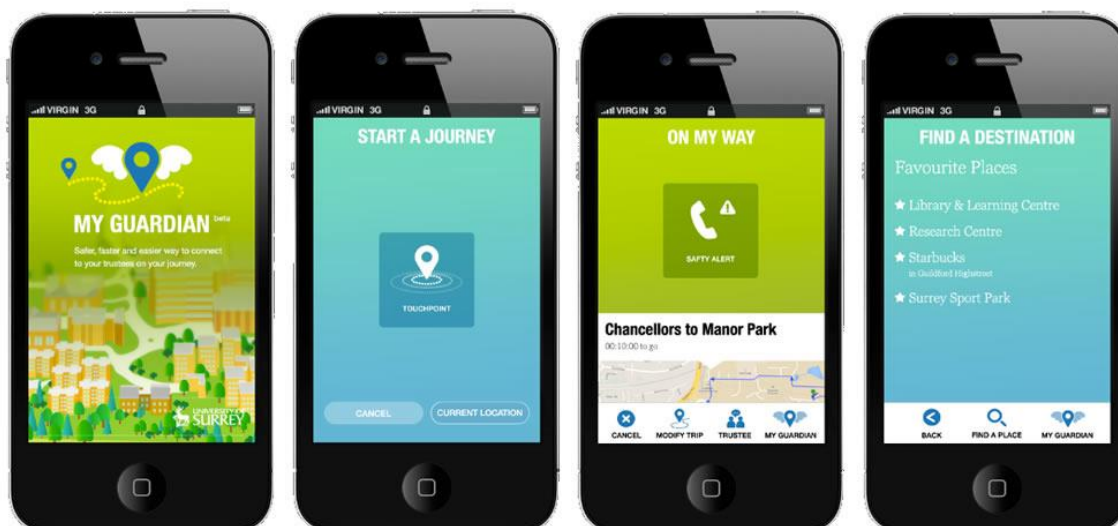 VIRGIN 3G
MY GUARDIAN beta
Safer, faster and easier way to connect
to your trustees on your journey.
UNIVERSITY OF
SURREY
VIRGIN 3G
START A JOURNEY
TOUCHPOINT
CANCEL
CURRENT LOCATION
VIRGIN 3G
ON MY WAY
SAFTY ALERT
Chancellors to Manor Park
00:10:00 to go
CANCEL
MODIFY TRIP
TRUSTEE
MY GUARDIAN
VIRGIN 3G
FIND A DESTINATION
Favourite Places
Library & Learning Centre
Research Centre
Starbucks
in Guildford Highstreet
Surrey Sport Park
BACK
FIND A PLACE
MY GUARDIAN